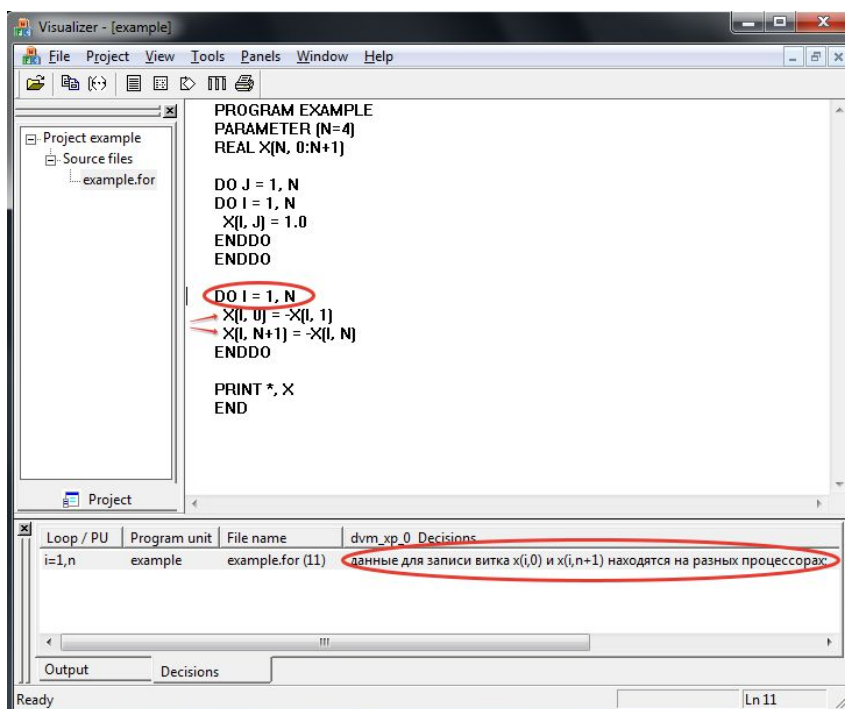 Visualizer - [example]
File Project View Tools Panels Window Help
Project example
Source files
example.for
Project
PROGRAM EXAMPLE
PARAMETER (N=4)
REAL X(N, 0:N+1)
DO J = 1, N
DO I = 1, N
X(I, J) = 1.0
ENDDO
ENDDO
DO I = 1, N
X(I, 0) = -X(I, 1)
X(I, N+1) = -X(I, N)
ENDDO
PRINT *, X
END
Loop / PU Program unit File name dvm_xp_0 Decisions
i=1,n example example.for (11) данные для записи витка x(i,0) и x(i,n+1) находятся на разных процессорах;
Output Decisions
Ready Ln 11